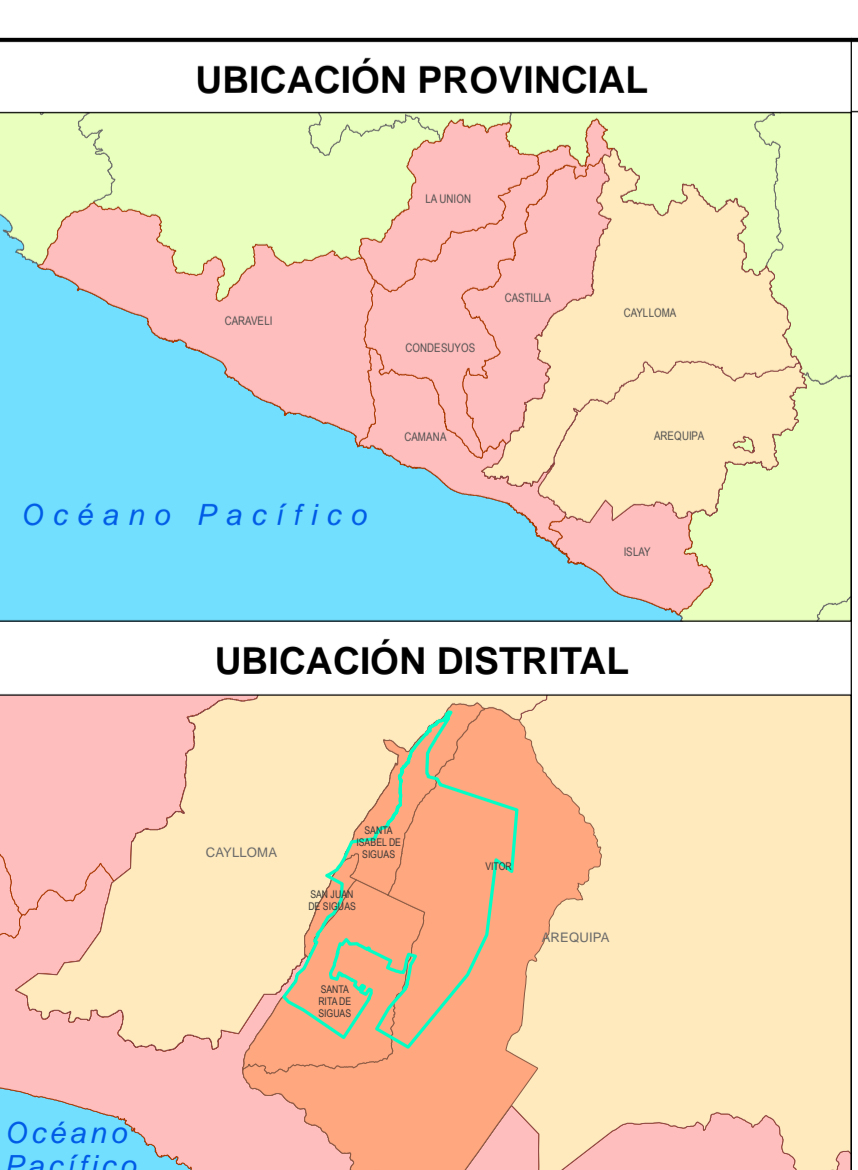 UBICACIÓN PROVINCIAL
LA UNION
CASTILLA
CAYLLOMA
CARAVELI
CONDESUYOS
CAMANA
AREQUIPA
Océano Pacífico
ISLAY
UBICACIÓN DISTRITAL
SANTA
ISABEL DE
SIGUAS
CAYLLOMA
VITOR
SAN JUAN
DE SIGUAS
AREQUIPA
SANTA
RITA DE
SIGUAS
Océano
Pacífico